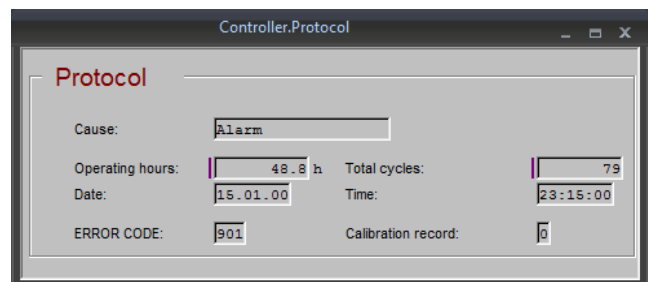 Controller.Protocol
Protocol
Cause: Alarm
Operating hours: 48.8 h Total cycles: 79
Date: 15.01.00 Time: 23:15:00
ERROR CODE: 901 Calibration record: 0